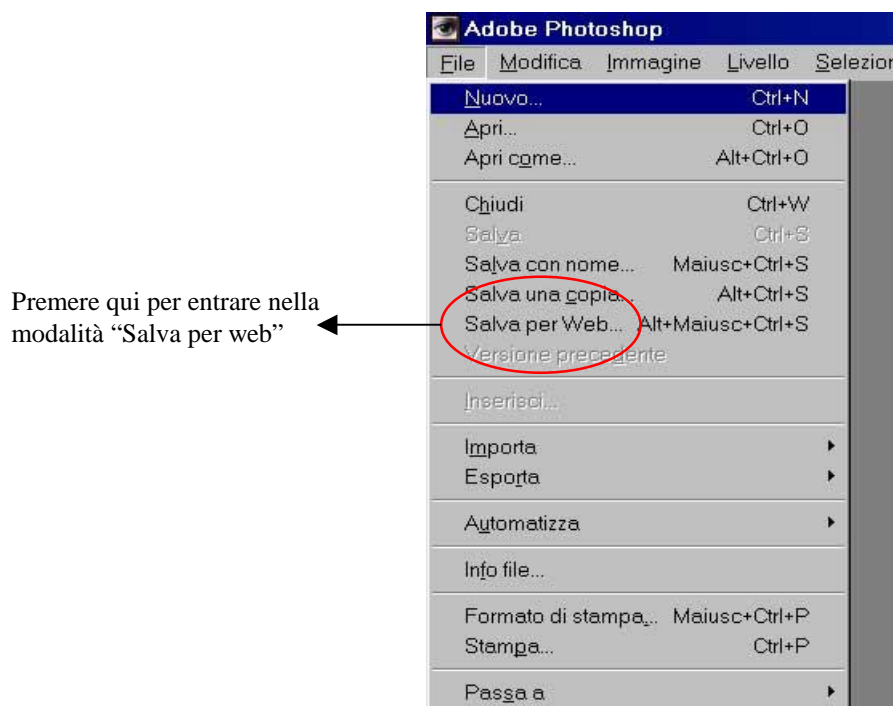 Adobe Photoshop
File Modifica Immagine Livello Selezion
Nuovo... Ctrl+N
Apri... Ctrl+O
Apri come... Alt+Ctrl+O
Chiudi Ctrl+W
Salva Ctrl+S
Salva con nome... Maiusc+Ctrl+S
Salva una copia... Alt+Ctrl+S
Salva per Web... Alt+Maiusc+Ctrl+S
Versione precedente
Inserisci...
Importa
Esporta
Automatizza
Info file...
Formato di stampa... Maiusc+Ctrl+P
Stampa... Ctrl+P
Passa a
Premere qui per entrare nella
modalità “Salva per web”